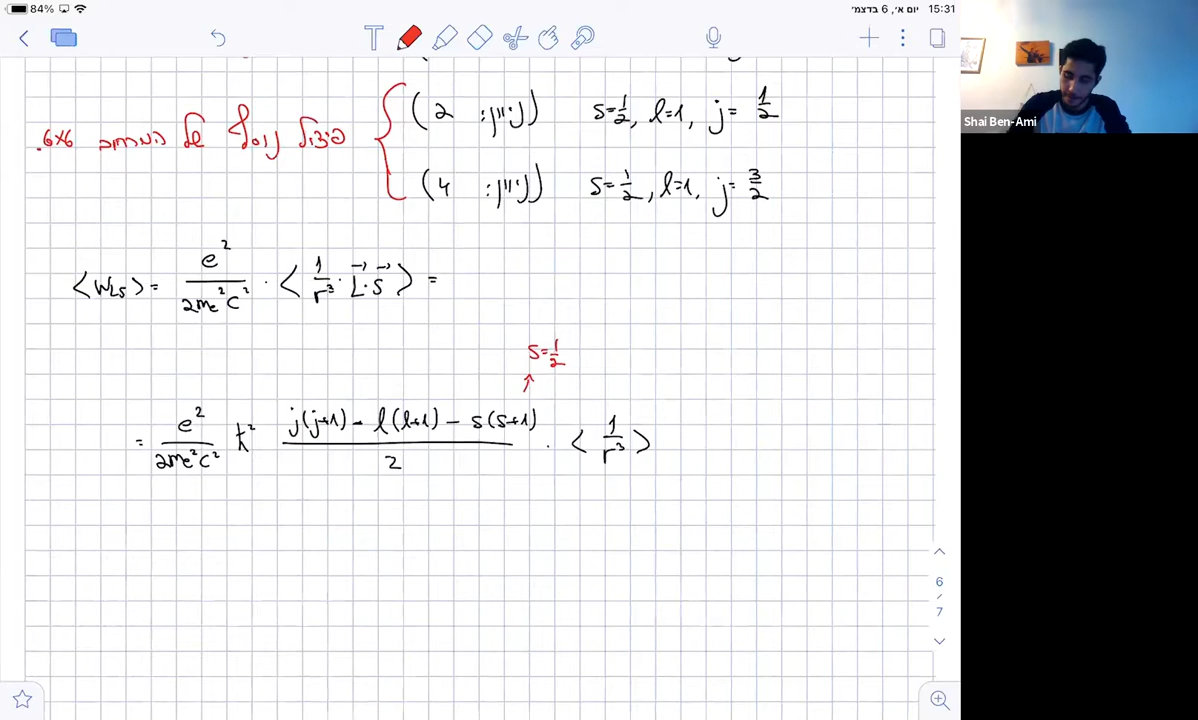 84%
15:31 יום א׳, 6 בדצמ׳
Shai Ben-Ami
(2 :ניוון) s=1/2, l=1, j=1/2
פיצול נוסף של המרחב 6x6.
(4 :ניוון) s=1/2, l=1, j=3/2
<W_LS> = e²/(2m_e²c²) · <1/r³ · L⃗·S⃗> =
s=1/2
= e²/(2m_e²c²) ħ² (j(j+1) - l(l+1) - s(s+1))/2 · <1/r³>
6
/
7